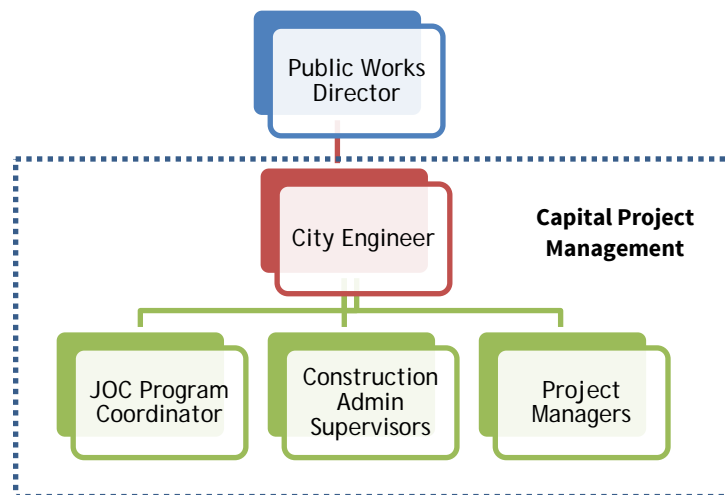 Public Works
Director
City Engineer
Capital Project
Management
JOC Program
Coordinator
Construction
Admin
Supervisors
Project
Managers